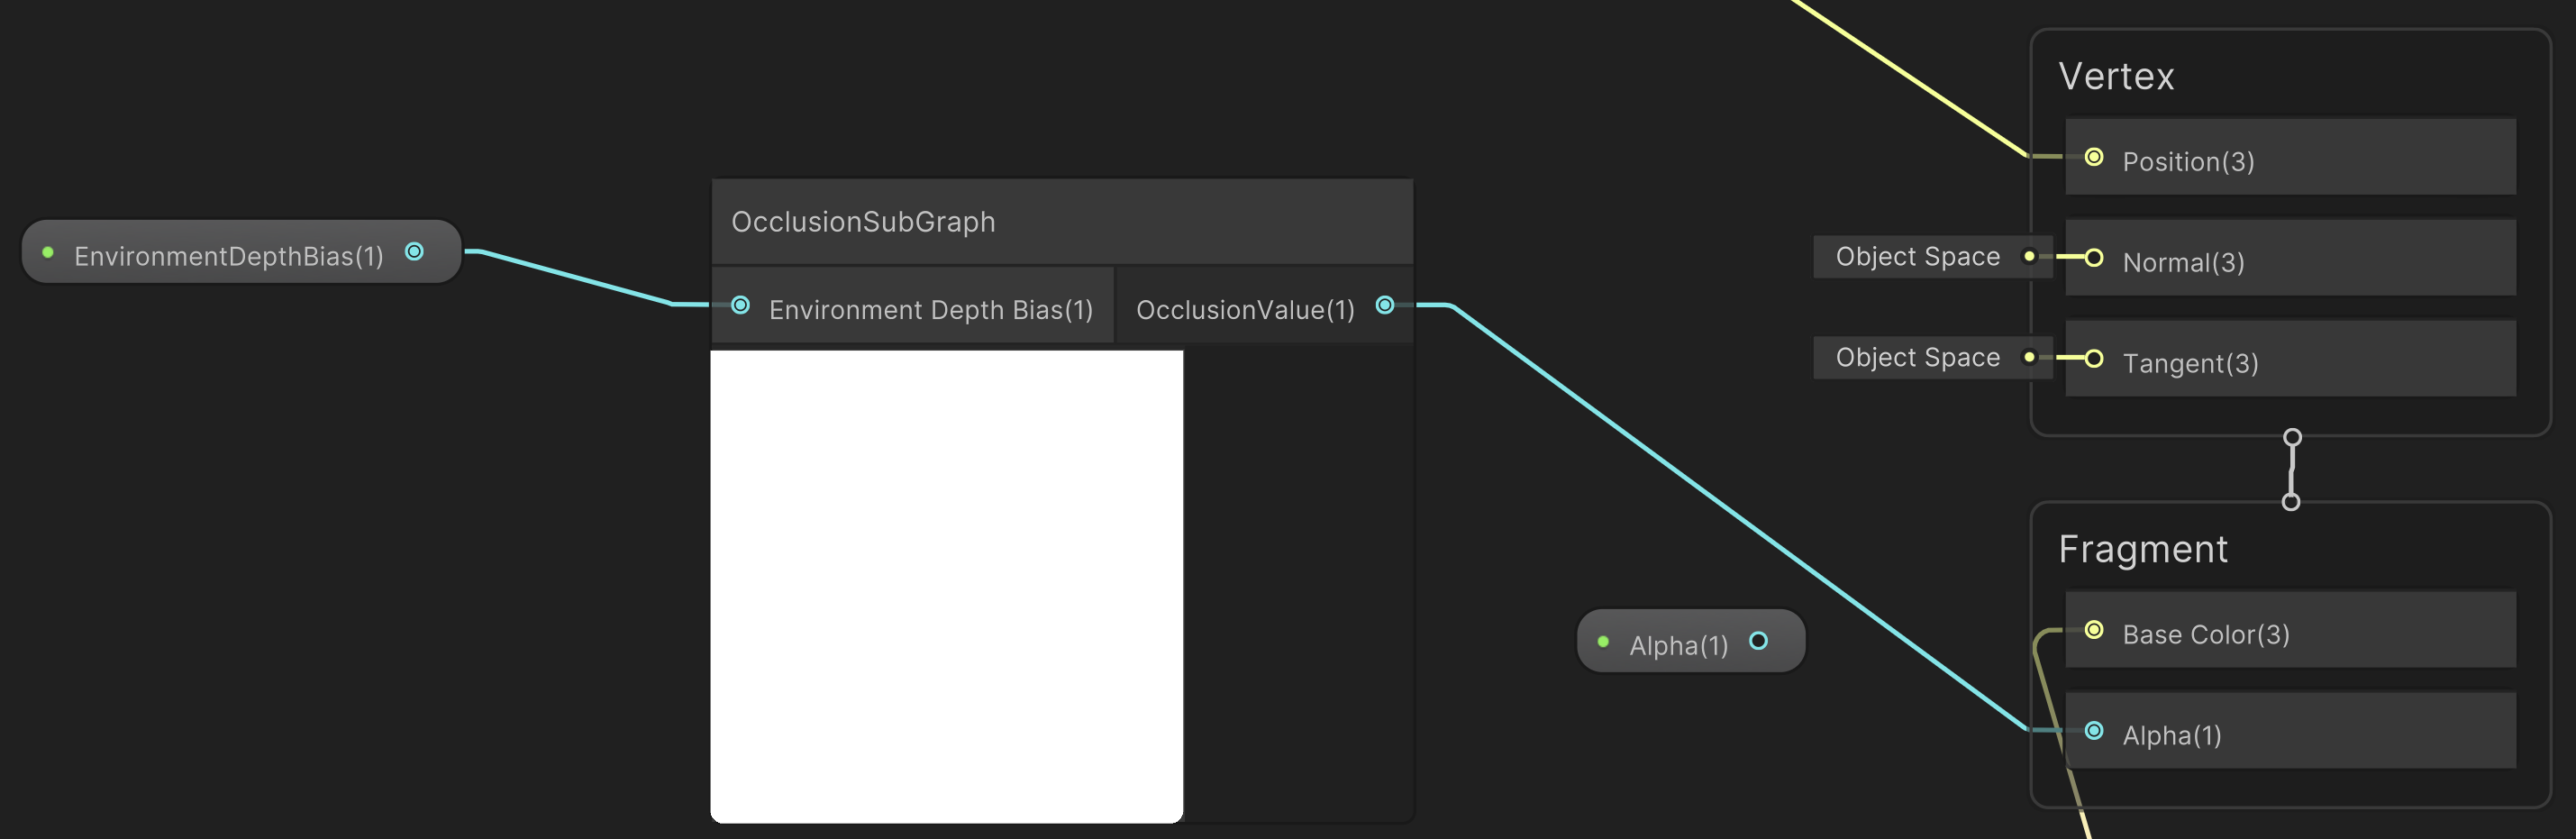 EnvironmentDepthBias(1)
OcclusionSubGraph
Environment Depth Bias(1)
OcclusionValue(1)
Alpha(1)
Vertex
Position(3)
Object Space
Normal(3)
Object Space
Tangent(3)
Fragment
Base Color(3)
Alpha(1)